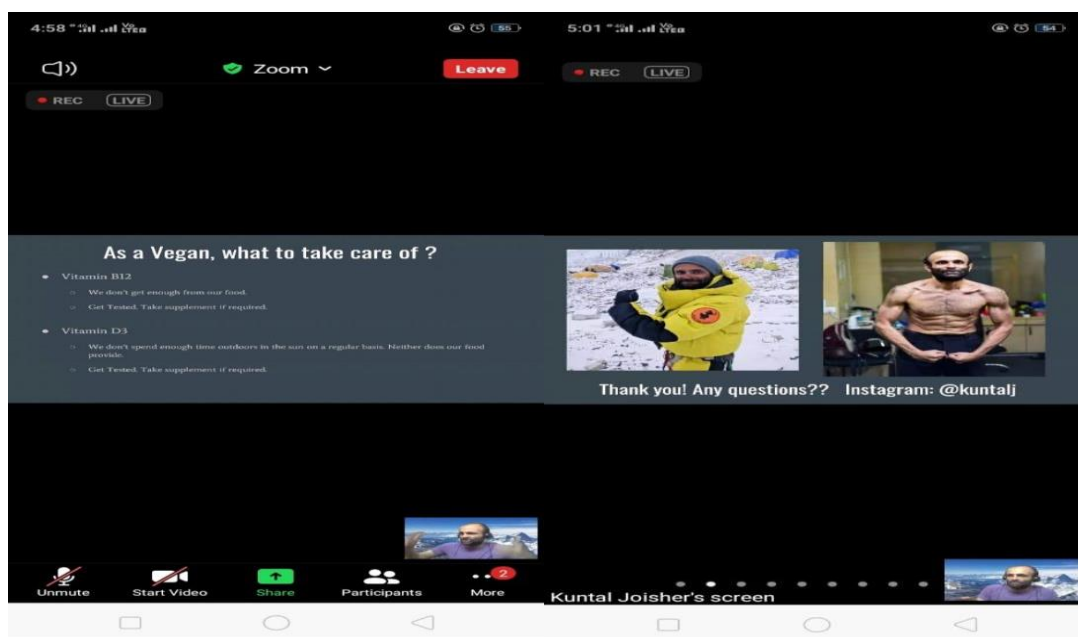 4:58
55
Zoom
Leave
REC LIVE
As a Vegan, what to take care of ?
Vitamin B12
We don't get enough from our food.
Get Tested. Take supplement if required.
Vitamin D3
We don't spend enough time outdoors in the sun on a regular basis. Neither does our food
provide.
Get Tested. Take supplement if required.
2
Unmute Start Video Share Participants More
5:01
54
REC LIVE
Thank you! Any questions?? Instagram: @kuntalj
Kuntal Joisher's screen